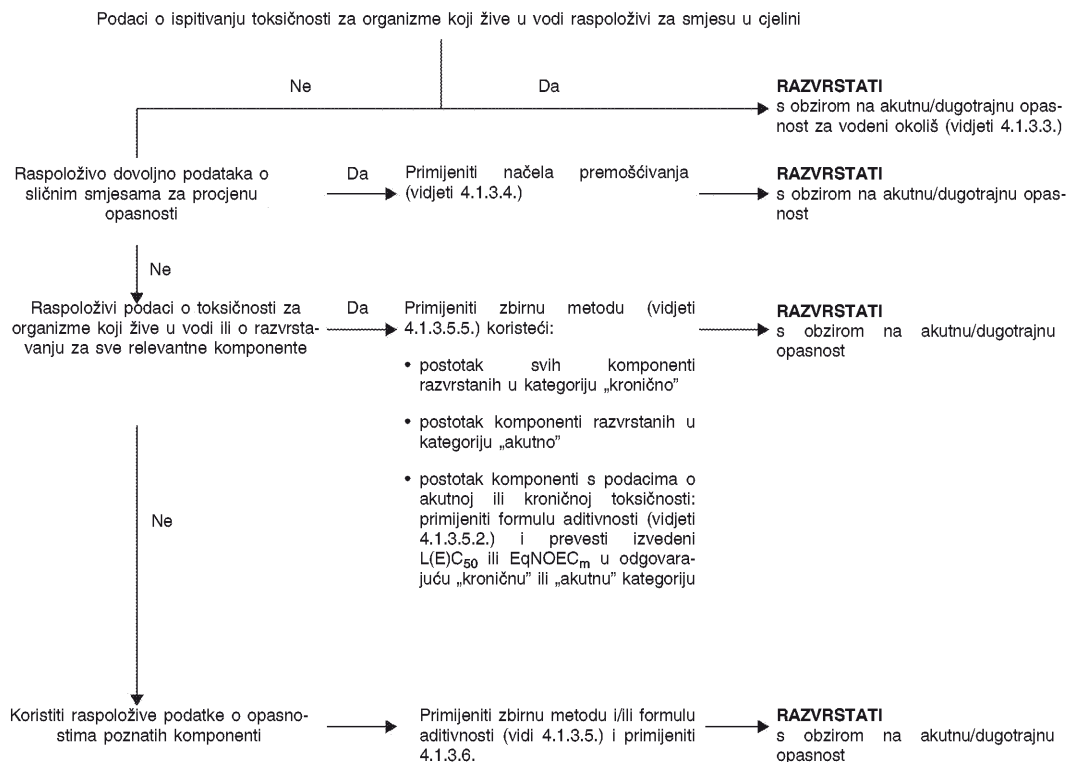 Podaci o ispitivanju toksičnosti za organizme koji žive u vodi raspoloživi za smjesu u cjelini
Ne
Da
RAZVRSTATI
s obzirom na akutnu/dugotrajnu opas-
nost za vodeni okoliš (vidjeti 4.1.3.3.)
Raspoloživo dovoljno podataka o
sličnim smjesama za procjenu
opasnosti
Da
Primijeniti načela premošćivanja
(vidjeti 4.1.3.4.)
RAZVRSTATI
s obzirom na akutnu/dugotrajnu opas-
nost
Ne
Raspoloživi podaci o toksičnosti za
organizme koji žive u vodi ili o razvrsta-
vanju za sve relevantne komponente
Da
Primijeniti zbirnu metodu (vidjeti
4.1.3.5.5.) koristeći:
• postotak svih komponenti
razvrstanih u kategoriju „kronično”
• postotak komponenti razvrstanih u
kategoriju „akutno”
• postotak komponenti s podacima o
akutnoj ili kroničnoj toksičnosti:
primijeniti formulu aditivnosti (vidjeti
4.1.3.5.2.) i prevesti izvedeni
L(E)C50 ili EqNOECm u odgovara-
juću „kroničnu” ili „akutnu” kategoriju
RAZVRSTATI
s obzirom na akutnu/dugotrajnu
opasnost
Ne
Koristiti raspoložive podatke o opasno-
stima poznatih komponenti
Primijeniti zbirnu metodu i/ili formulu
aditivnosti (vidi 4.1.3.5.) i primijeniti
4.1.3.6.
RAZVRSTATI
s obzirom na akutnu/dugotrajnu
opasnost